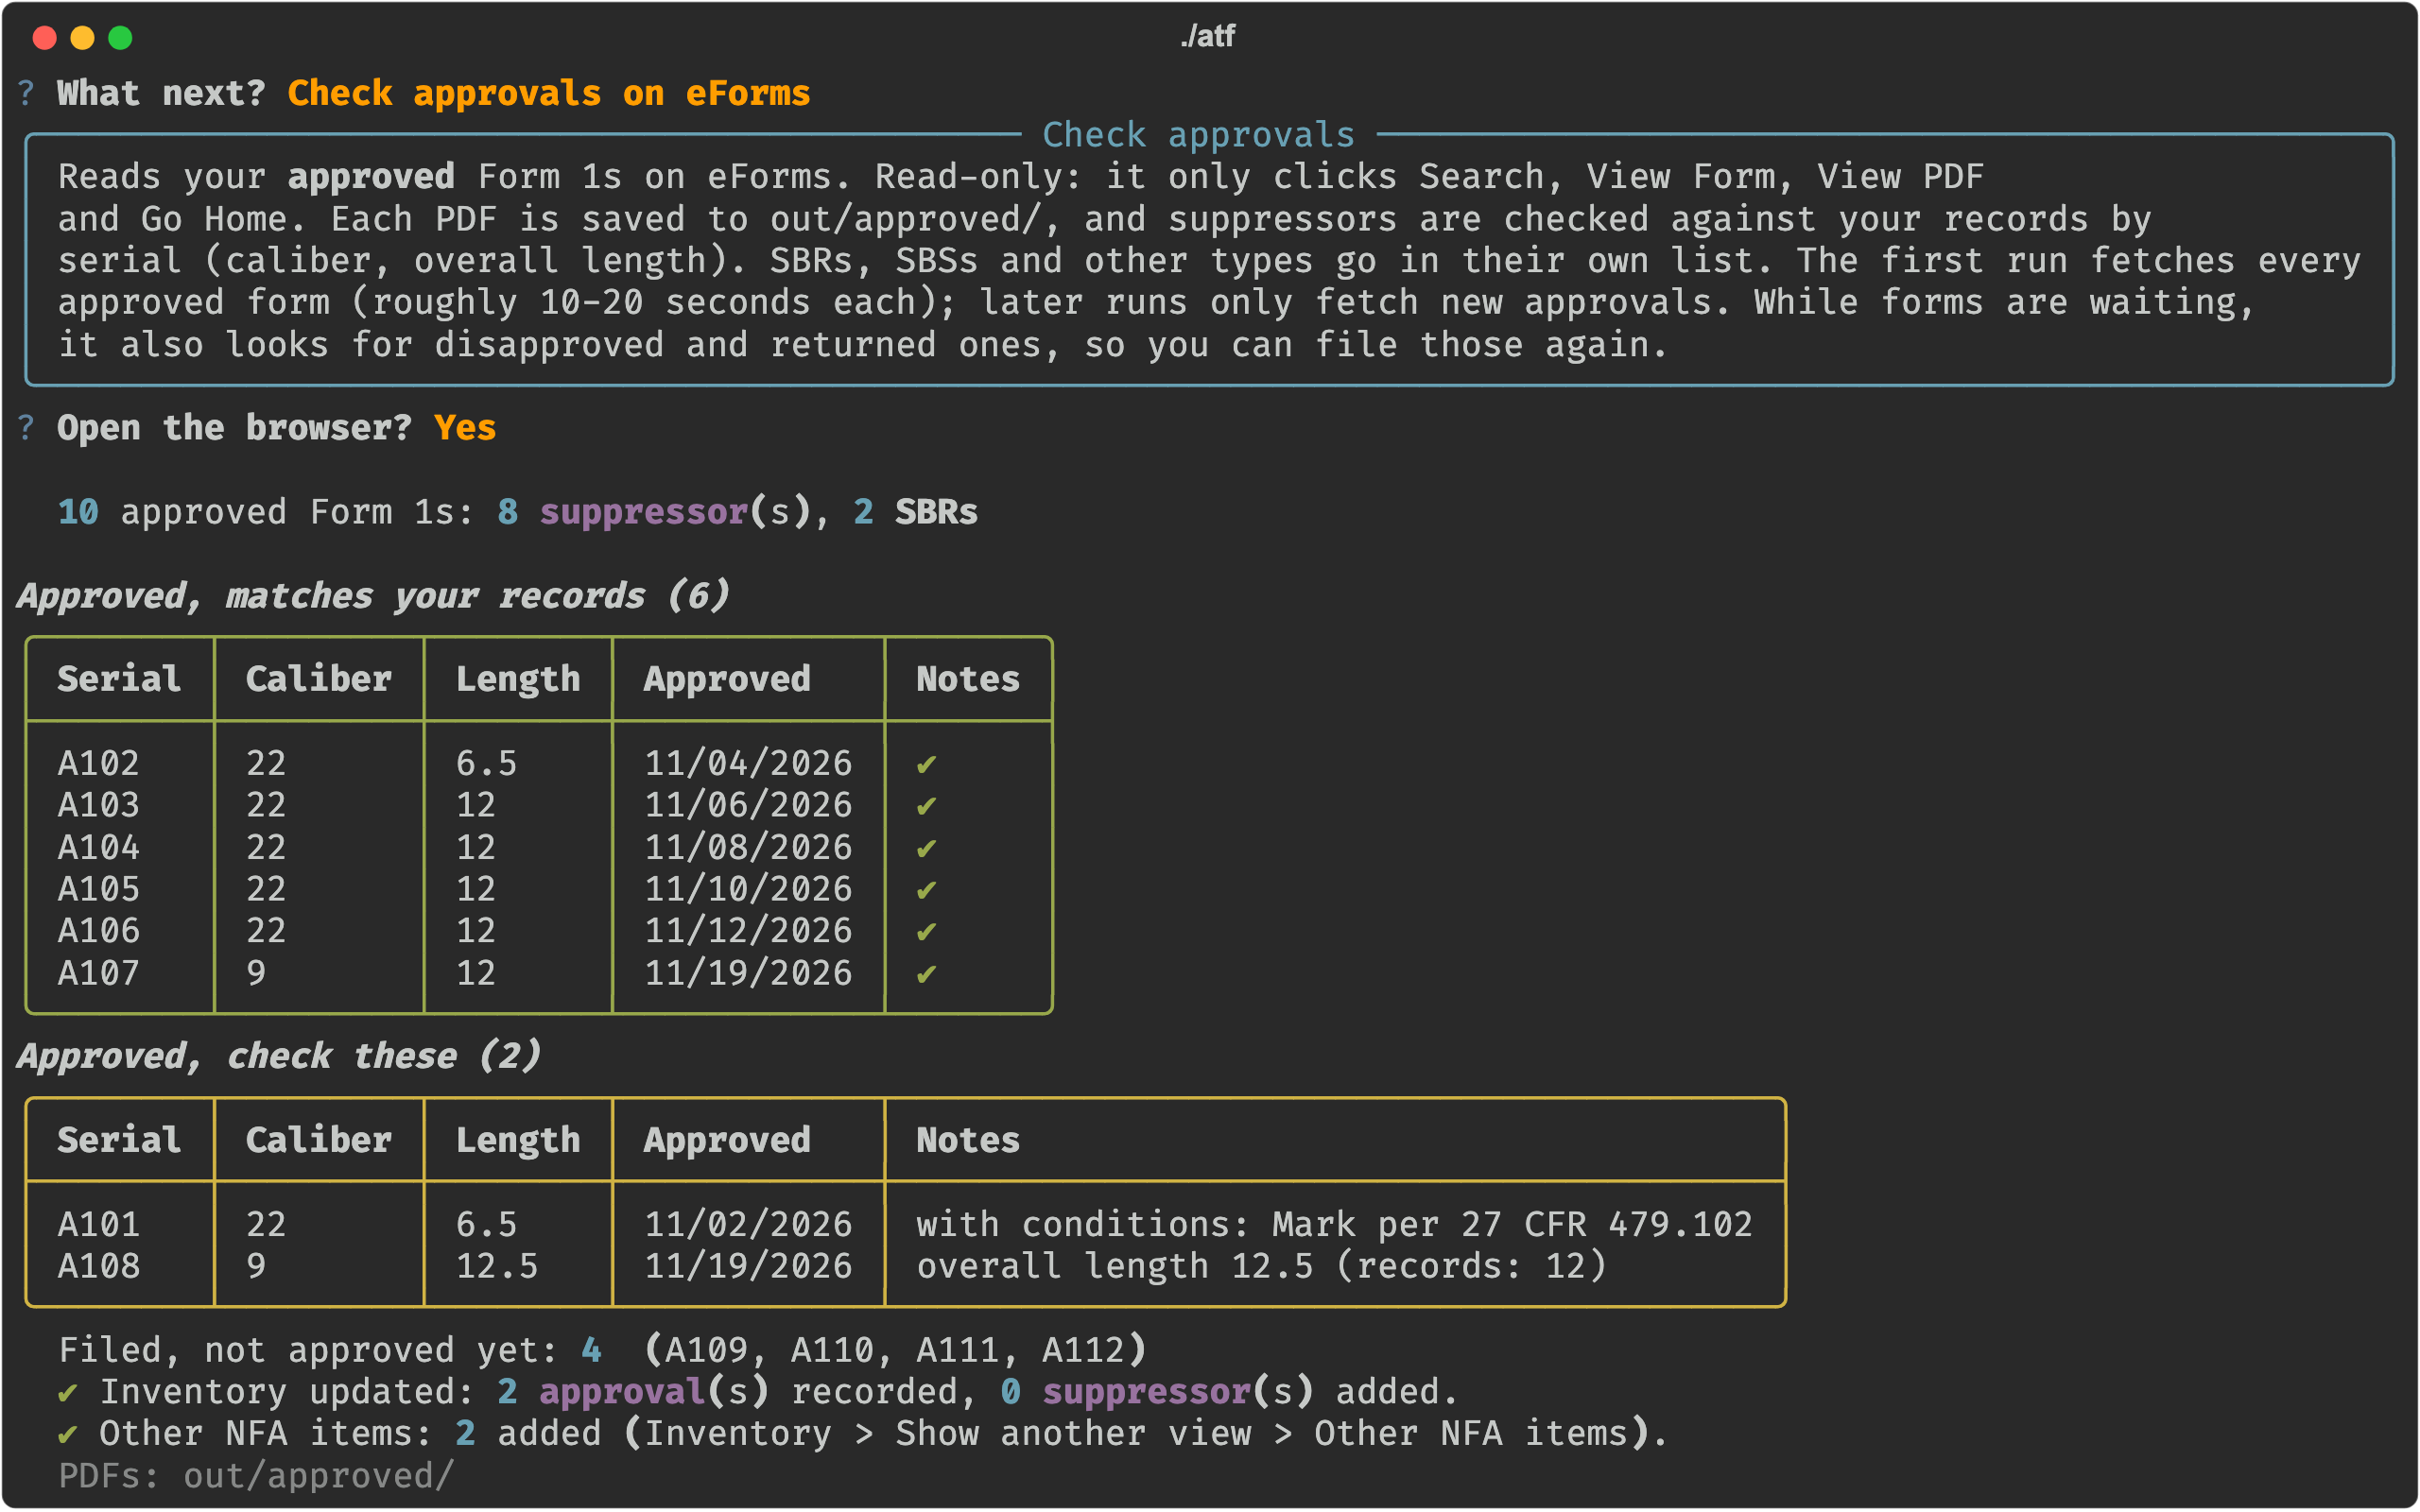 ./atf
? What next? Check approvals on eForms
Check approvals
Reads your approved Form 1s on eForms. Read-only: it only clicks Search, View Form, View PDF
and Go Home. Each PDF is saved to out/approved/, and suppressors are checked against your records by
serial (caliber, overall length). SBRs, SBSs and other types go in their own list. The first run fetches every
approved form (roughly 10-20 seconds each); later runs only fetch new approvals. While forms are waiting,
it also looks for disapproved and returned ones, so you can file those again.
? Open the browser? Yes
10 approved Form 1s: 8 suppressor(s), 2 SBRs
Approved, matches your records (6)
Serial Caliber Length Approved Notes
A102 22 6.5 11/04/2026 ✔
A103 22 12 11/06/2026 ✔
A104 22 12 11/08/2026 ✔
A105 22 12 11/10/2026 ✔
A106 22 12 11/12/2026 ✔
A107 9 12 11/19/2026 ✔
Approved, check these (2)
Serial Caliber Length Approved Notes
A101 22 6.5 11/02/2026 with conditions: Mark per 27 CFR 479.102
A108 9 12.5 11/19/2026 overall length 12.5 (records: 12)
Filed, not approved yet: 4 (A109, A110, A111, A112)
✔ Inventory updated: 2 approval(s) recorded, 0 suppressor(s) added.
✔ Other NFA items: 2 added (Inventory > Show another view > Other NFA items).
PDFs: out/approved/